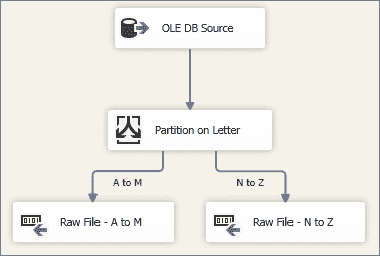 OLE DB Source
Partition on Letter
A to M
N to Z
Raw File - A to M
Raw File - N to Z